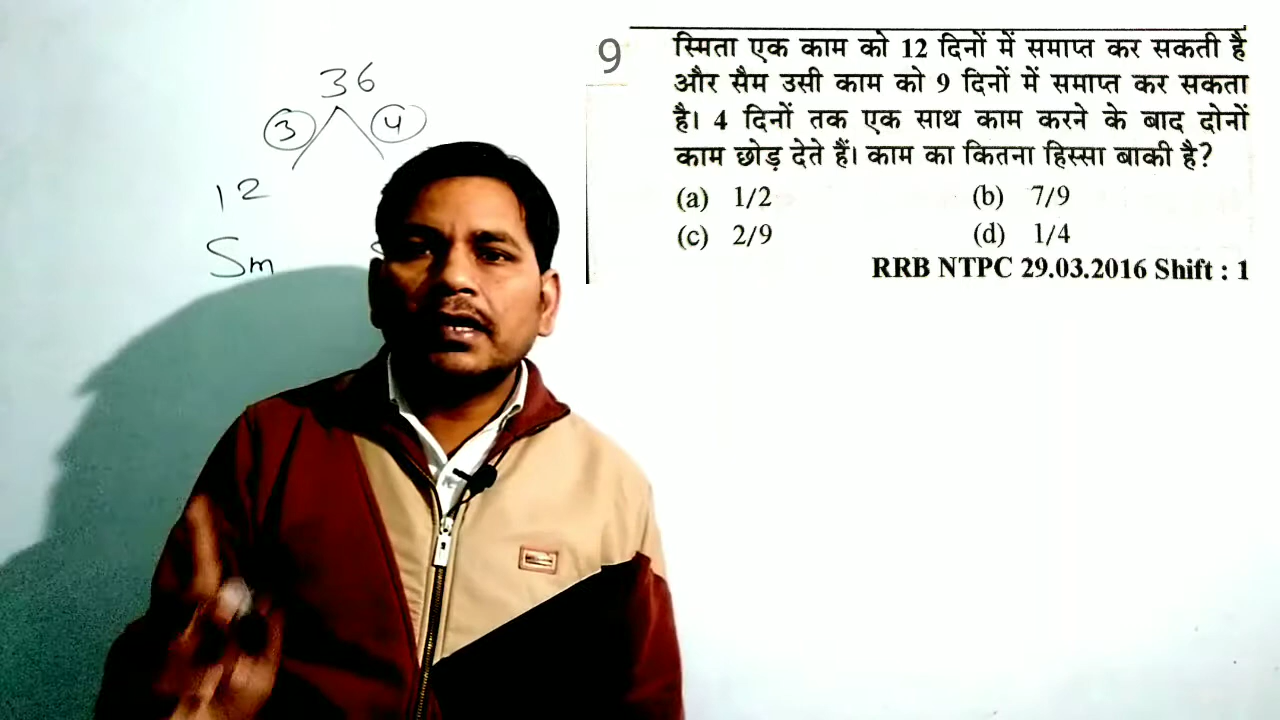 36
3 4
12
Sm
9
स्मिता एक काम को 12 दिनों में समाप्त कर सकती है
और सैम उसी काम को 9 दिनों में समाप्त कर सकता
है। 4 दिनों तक एक साथ काम करने के बाद दोनों
काम छोड़ देते हैं। काम का कितना हिस्सा बाकी है?
(a) 1/2 (b) 7/9
(c) 2/9 (d) 1/4
RRB NTPC 29.03.2016 Shift : 1